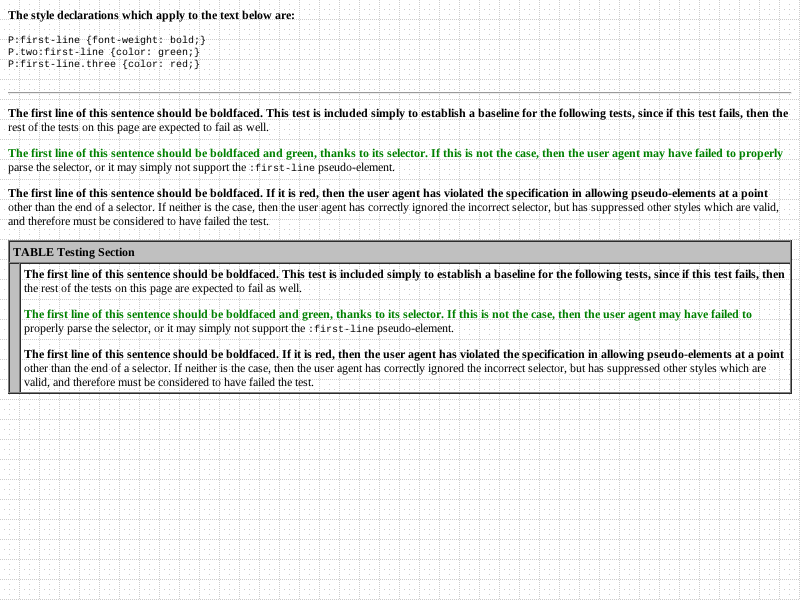 The style declarations which apply to the text below are:
P:first-line {font-weight: bold;}
P.two:first-line {color: green;}
P:first-line.three {color: red;}
The first line of this sentence should be boldfaced. This test is included simply to establish a baseline for the following tests, since if this test fails, then the
rest of the tests on this page are expected to fail as well.
The first line of this sentence should be boldfaced and green, thanks to its selector. If this is not the case, then the user agent may have failed to properly
parse the selector, or it may simply not support the :first-line pseudo-element.
The first line of this sentence should be boldfaced. If it is red, then the user agent has violated the specification in allowing pseudo-elements at a point
other than the end of a selector. If neither is the case, then the user agent has correctly ignored the incorrect selector, but has suppressed other styles which are valid,
and therefore must be considered to have failed the test.
TABLE Testing Section
The first line of this sentence should be boldfaced. This test is included simply to establish a baseline for the following tests, since if this test fails, then
the rest of the tests on this page are expected to fail as well.
The first line of this sentence should be boldfaced and green, thanks to its selector. If this is not the case, then the user agent may have failed to
properly parse the selector, or it may simply not support the :first-line pseudo-element.
The first line of this sentence should be boldfaced. If it is red, then the user agent has violated the specification in allowing pseudo-elements at a point
other than the end of a selector. If neither is the case, then the user agent has correctly ignored the incorrect selector, but has suppressed other styles which are
valid, and therefore must be considered to have failed the test.